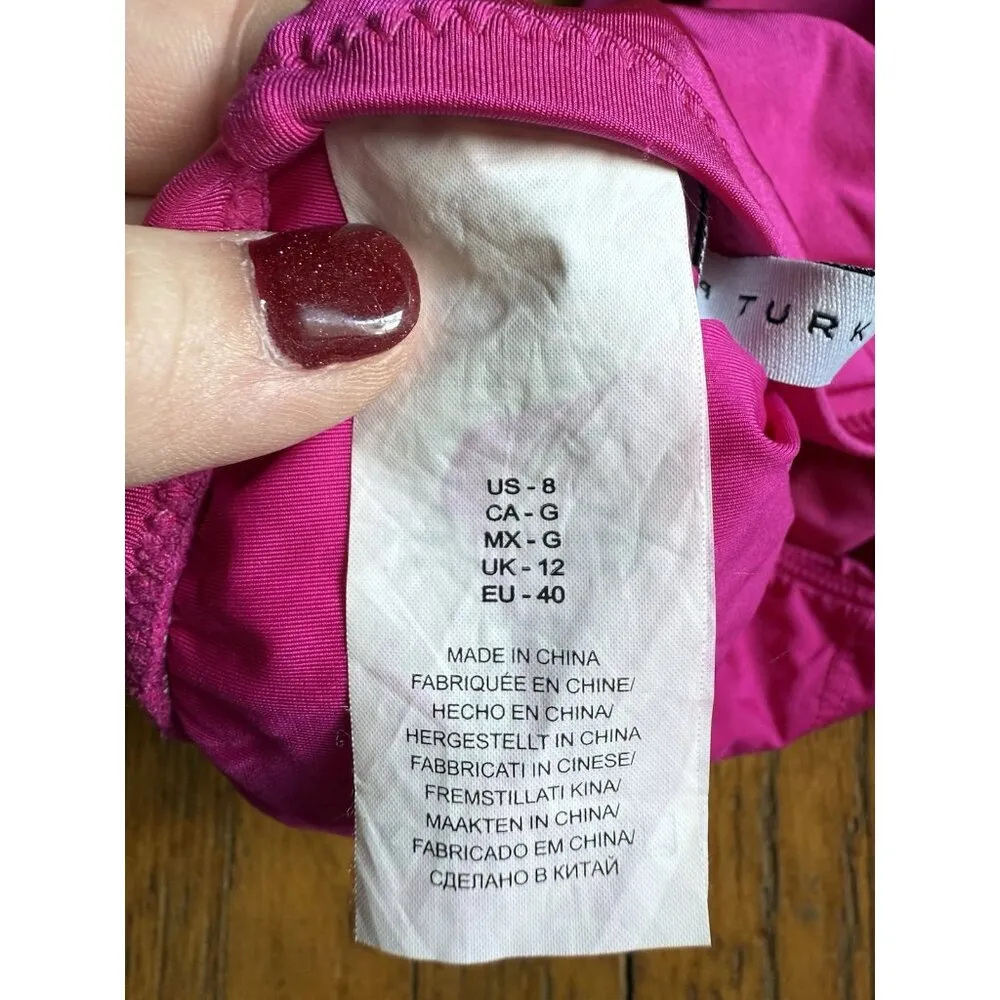 TURK
US - 8
CA - G
MX - G
UK - 12
EU - 40
MADE IN CHINA
FABRIQUÉE EN CHINE/
HECHO EN CHINA/
HERGESTELLT IN CHINA
FABBRICATI IN CINESE/
FREMSTILLATI KINA/
MAAKTEN IN CHINA/
FABRICADO EM CHINA/
СДЕЛАНО В КИТАЙ